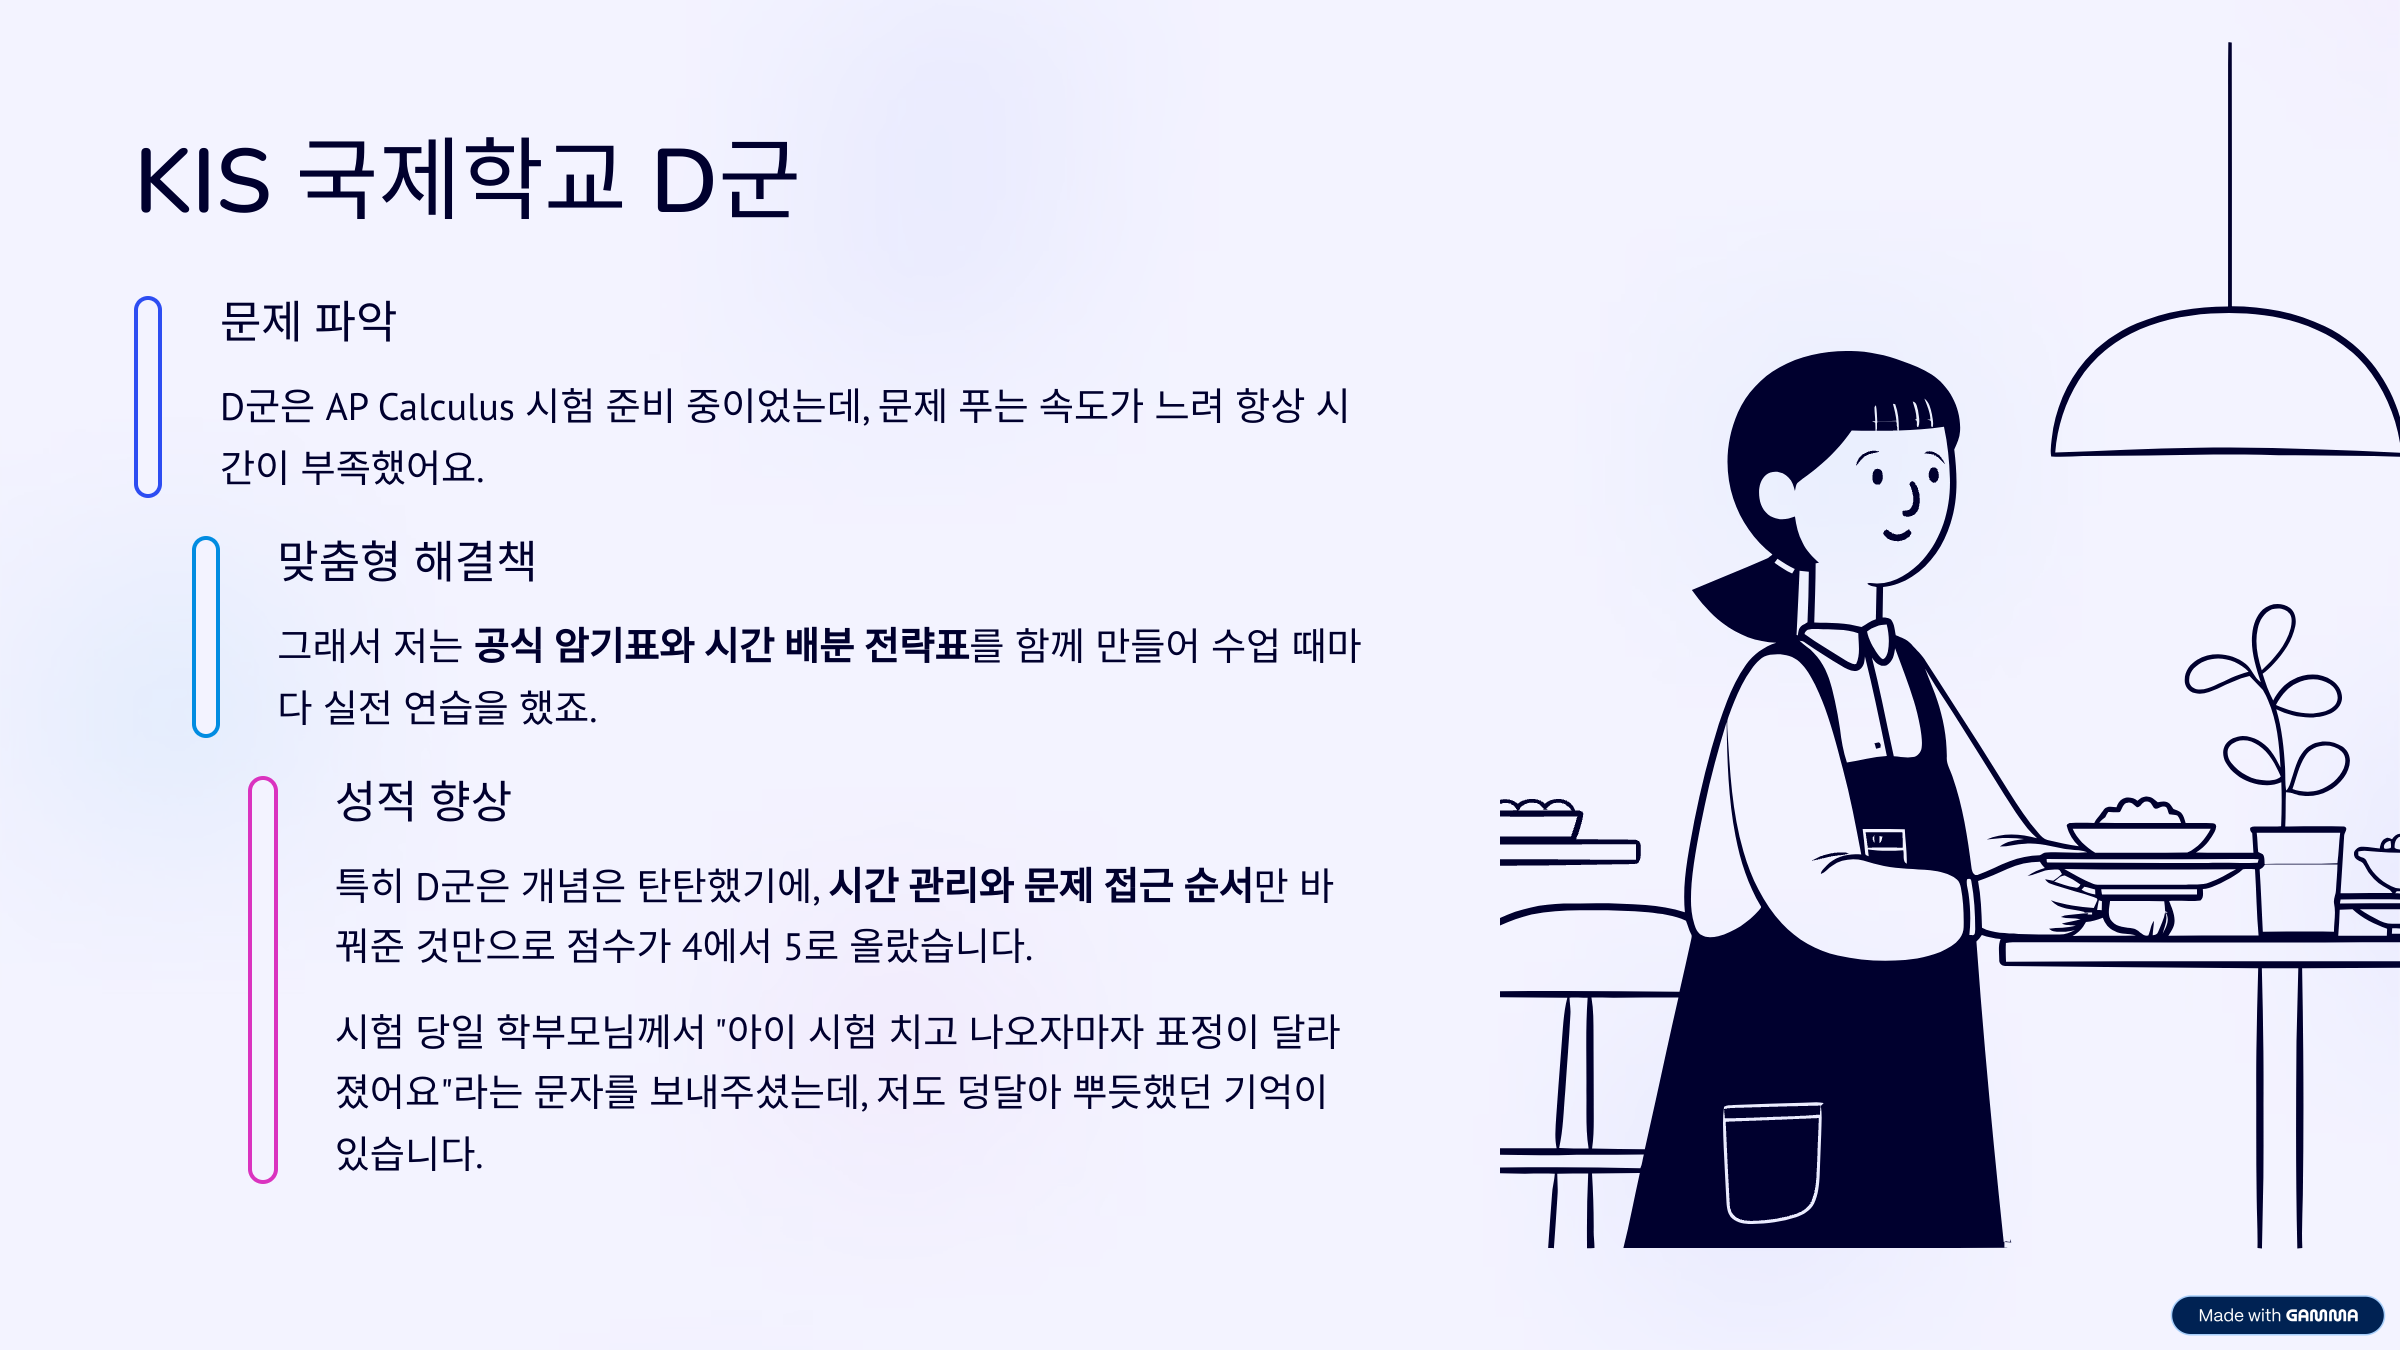 KIS 국제학교 D군
문제 파악
D군은 AP Calculus 시험 준비 중이었는데, 문제 푸는 속도가 느려 항상 시
간이 부족했어요.
맞춤형 해결책
그래서 저는 공식 암기표와 시간 배분 전략표를 함께 만들어 수업 때마
다 실전 연습을 했죠.
성적 향상
특히 D군은 개념은 탄탄했기에, 시간 관리와 문제 접근 순서만 바
꿔준 것만으로 점수가 4에서 5로 올랐습니다.
시험 당일 학부모님께서 "아이 시험 치고 나오자마자 표정이 달라
졌어요"라는 문자를 보내주셨는데, 저도 덩달아 뿌듯했던 기억이
있습니다.
Made with GAMMA